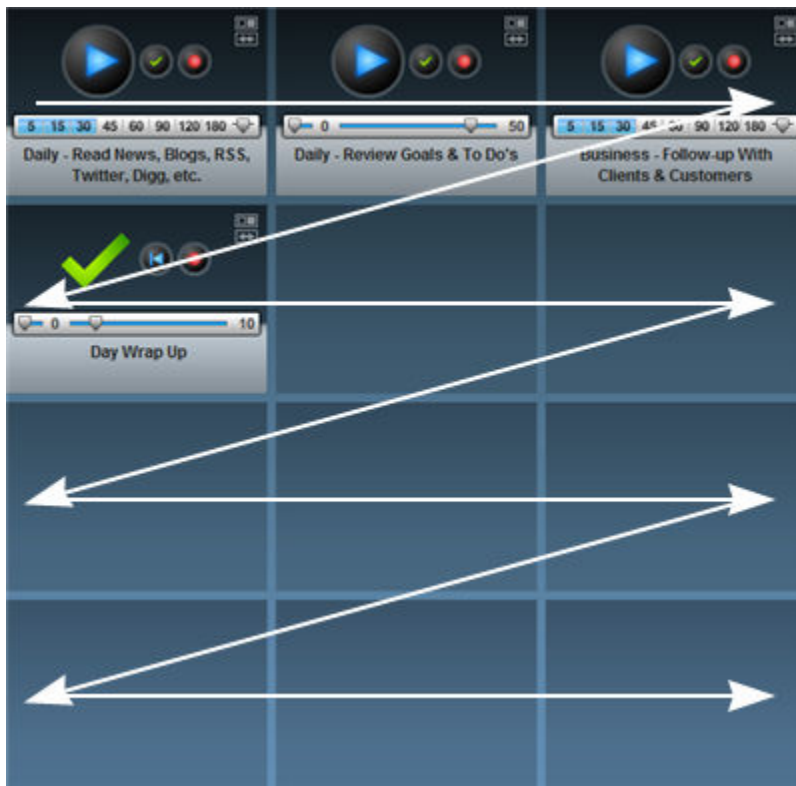 5 15 30 45 60 90 120 180
Daily - Read News, Blogs, RSS,
Twitter, Digg, etc.
0 50
Daily - Review Goals & To Do's
5 15 30 45 60 90 120 180
Business - Follow-up With
Clients & Customers
0 10
Day Wrap Up